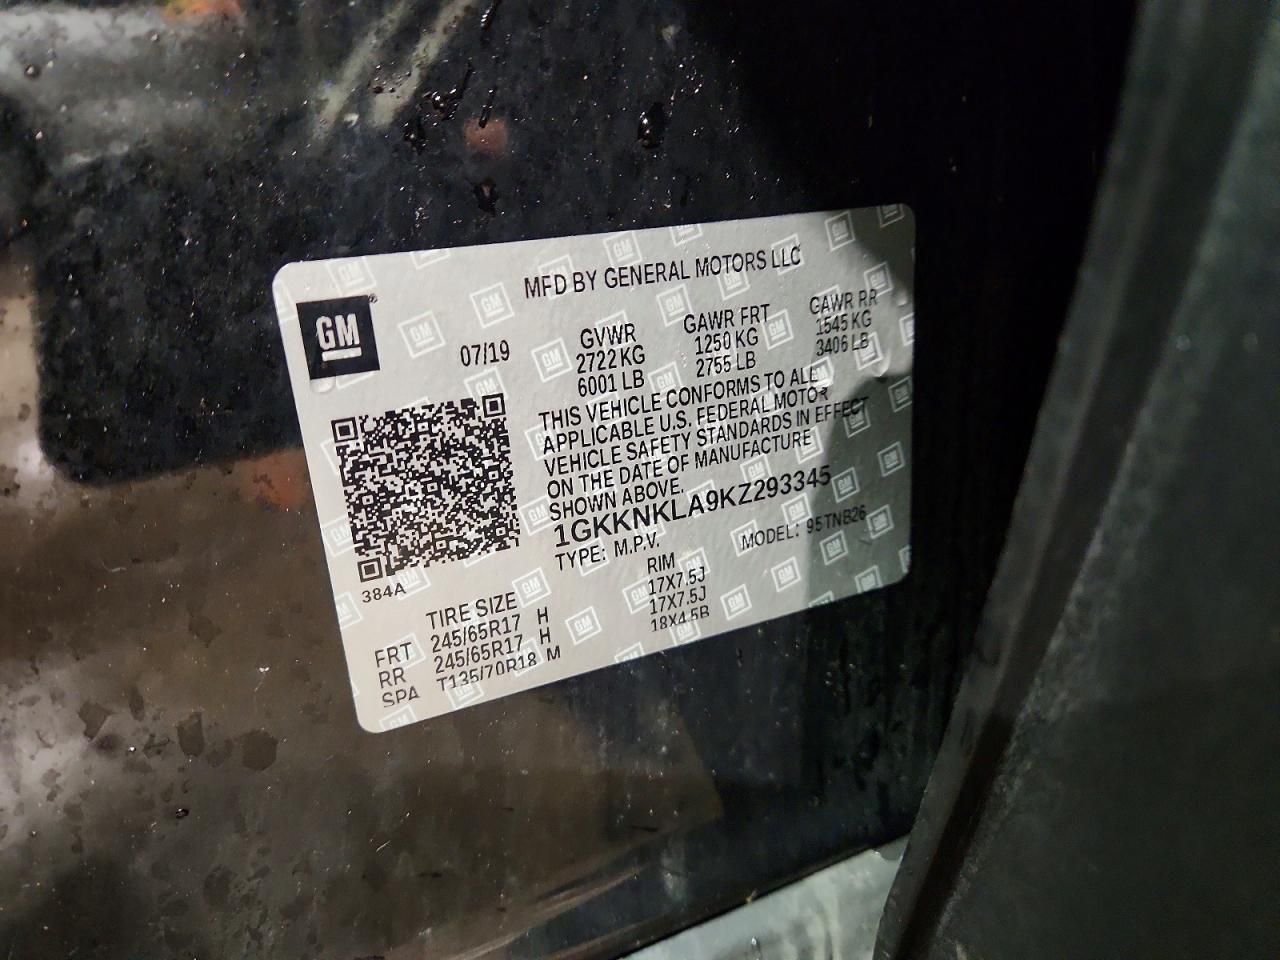 MFD BY GENERAL MOTORS LLC
GM
07/19
GVWR
2722 KG
6001 LB
GAWR FRT
1250 KG
2755 LB
GAWR RR
1545 KG
3406 LB
THIS VEHICLE CONFORMS TO ALL
APPLICABLE U.S. FEDERAL MOTOR
VEHICLE SAFETY STANDARDS IN EFFECT
ON THE DATE OF MANUFACTURE
SHOWN ABOVE.
1GKKNKLA9KZ293345
TYPE: M.P.V. MODEL: 95TNB26
384A
TIRE SIZE RIM
FRT 245/65R17 H 17X7.5J
RR 245/65R17 H 17X7.5J
SPA T135/70R18 M 18X4.5B